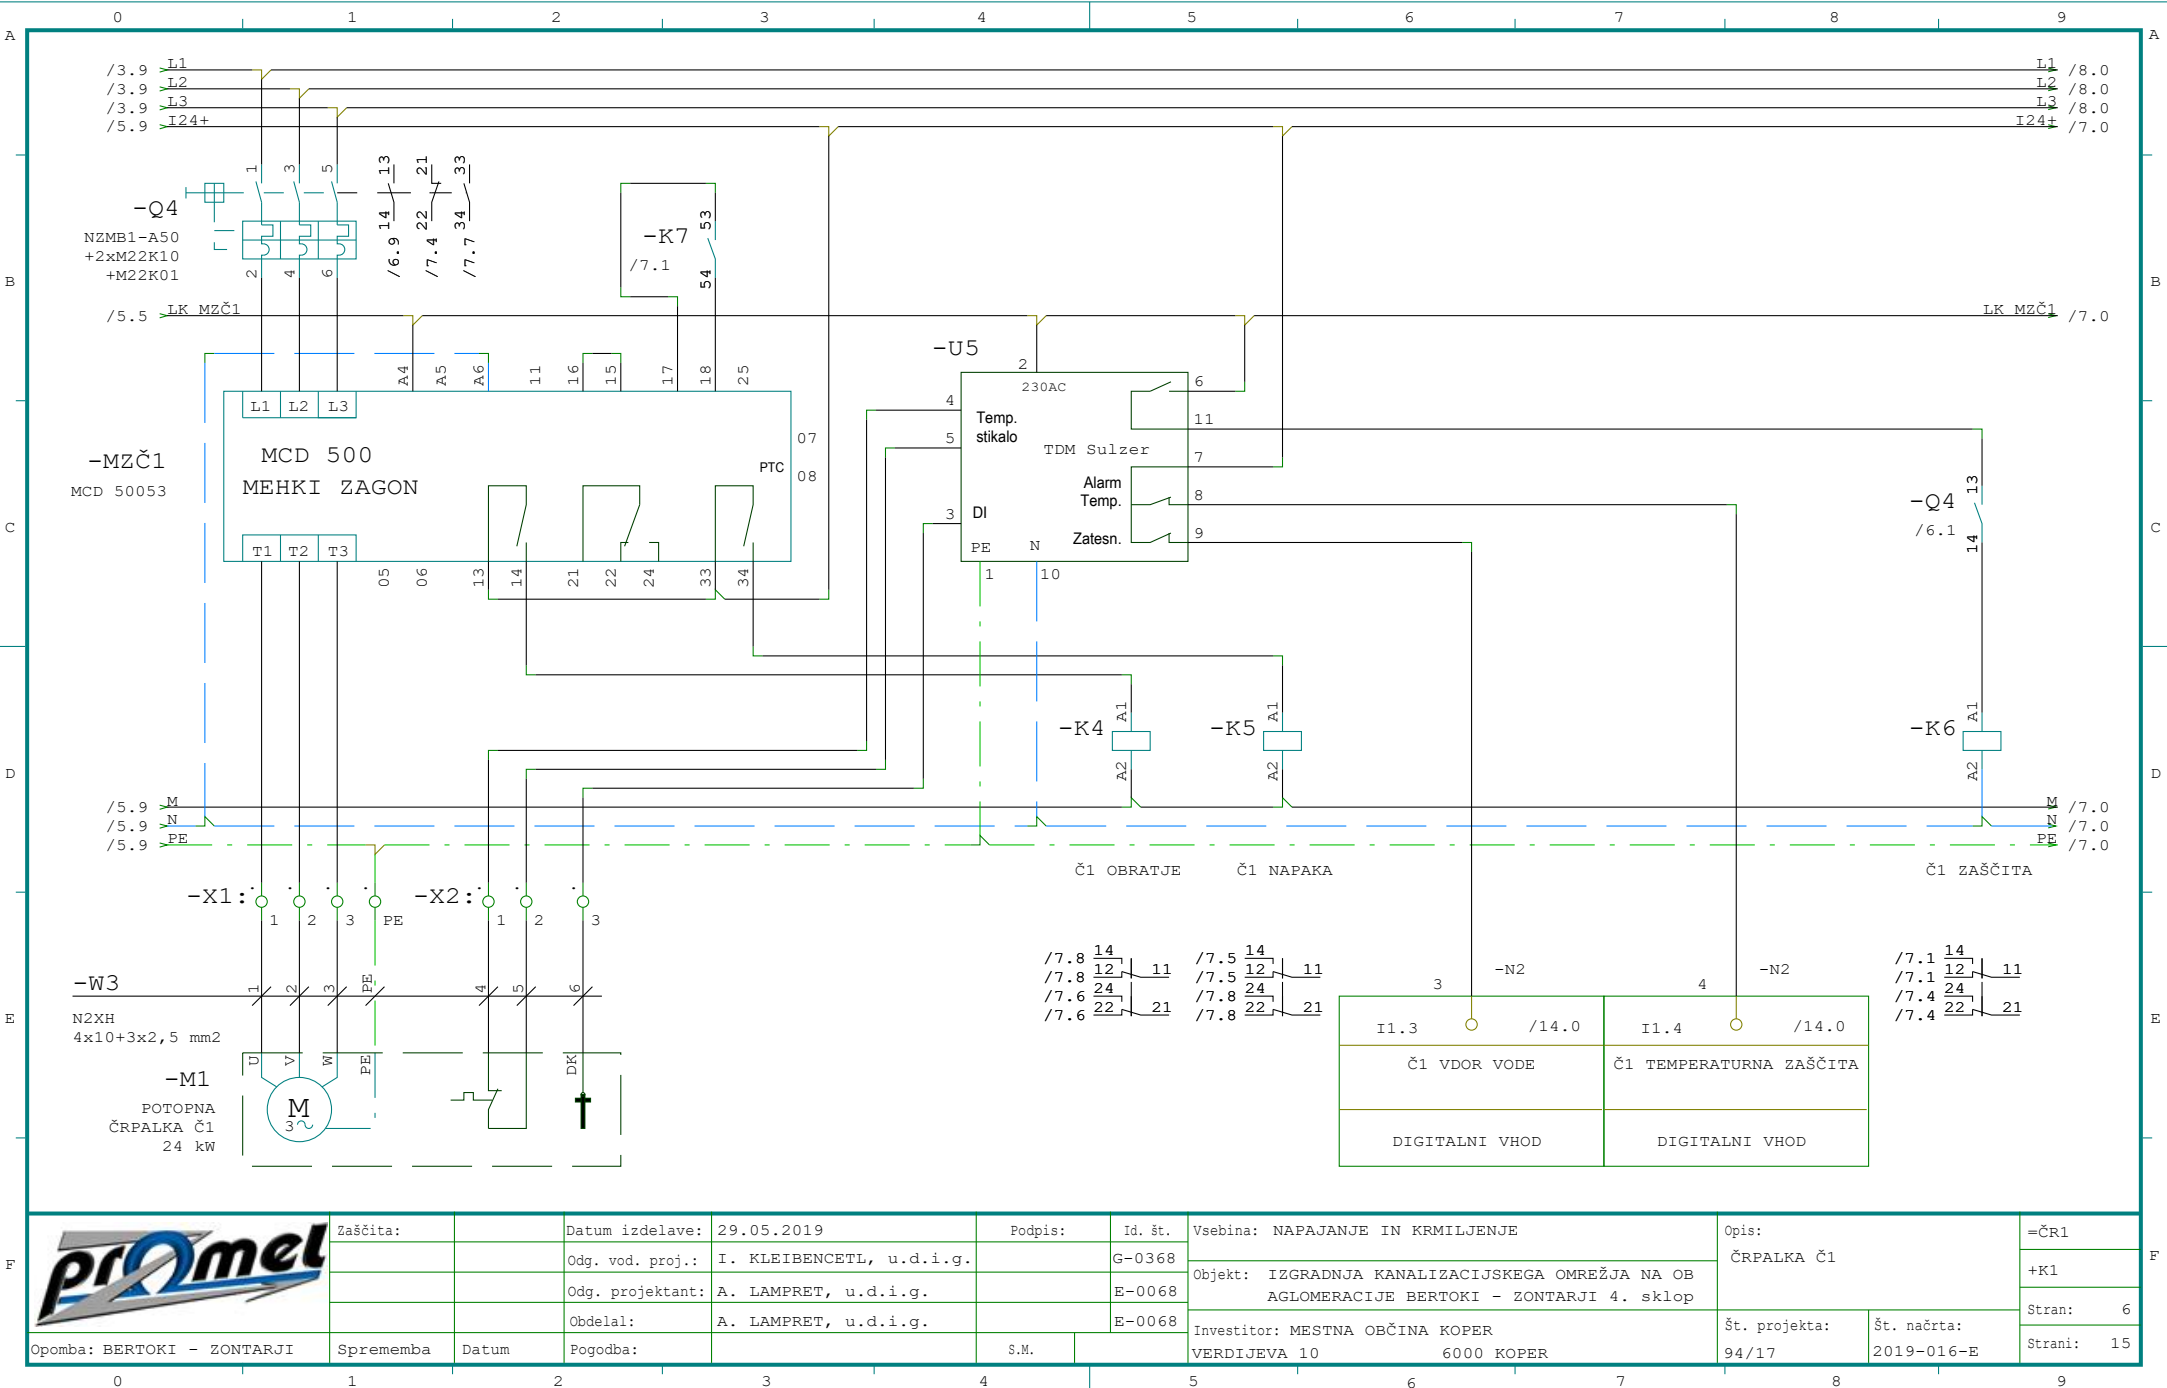 0 1 2 3 4 5 6 7 8 9
A A
/3.9 L1 L1 /8.0
/3.9 L2 L2 /8.0
/3.9 L3 L3 /8.0
/5.9 I24+ I24+ /7.0
1 3 5 13 21 33
-Q4
NZMB1-A50
+2xM22K10
+M22K01
2 4 6
14 22 34
/6.9 /7.4 /7.7
-K7
/7.1
53
54
B B
/5.5 LK MZČ1 LK MZČ1 /7.0
A4 A5 A6 11 16 15 17 18 25
-MZČ1
MCD 50053
L1 L2 L3
MCD 500
MEHKI ZAGON
07
PTC
08
T1 T2 T3
05 06 13 14 21 22 24 33 34
-U5
2
230AC
4
Temp.
stikalo
5
TDM Sulzer
6
11
7
Alarm
Temp.
8
3 DI
Zatesn.
9
PE N
1 10
-Q4
/6.1
13
14
C C
-K4 A1 A2
-K5 A1 A2
-K6 A1 A2
D D
/5.9 M M /7.0
/5.9 N N /7.0
/5.9 PE PE /7.0
Č1 OBRATJE Č1 NAPAKA Č1 ZAŠČITA
-X1: 1 2 3 PE
-X2: 1 2 3
-W3
1 2 3 PE 4 5 6
N2XH
4x10+3x2,5 mm2
/7.8 14
/7.8 12 11
/7.6 24
/7.6 22 21
/7.5 14
/7.5 12 11
/7.8 24
/7.8 22 21
/7.1 14
/7.1 12 11
/7.4 24
/7.4 22 21
E E
U V W PE DK
-M1
POTOPNA
ČRPALKA Č1
24 kW
M
3
3 -N2
I1.3 /14.0
Č1 VDOR VODE
DIGITALNI VHOD
4 -N2
I1.4 /14.0
Č1 TEMPERATURNA ZAŠČITA
DIGITALNI VHOD
F F
promel
Opomba: BERTOKI - ZONTARJI
Zaščita:
Sprememba Datum
Datum izdelave: 29.05.2019 Podpis: Id. št.
Odg. vod. proj.: I. KLEIBENCETL, u.d.i.g. G-0368
Odg. projektant: A. LAMPRET, u.d.i.g. E-0068
Obdelal: A. LAMPRET, u.d.i.g. E-0068
Pogodba: S.M.
Vsebina: NAPAJANJE IN KRMILJENJE
Objekt: IZGRADNJA KANALIZACIJSKEGA OMREŽJA NA OB
AGLOMERACIJE BERTOKI - ZONTARJI 4. sklop
Investitor: MESTNA OBČINA KOPER
VERDIJEVA 10 6000 KOPER
Opis:
ČRPALKA Č1
Št. projekta:
94/17
Št. načrta:
2019-016-E
=ČR1
+K1
Stran: 6
Strani: 15
0 1 2 3 4 5 6 7 8 9